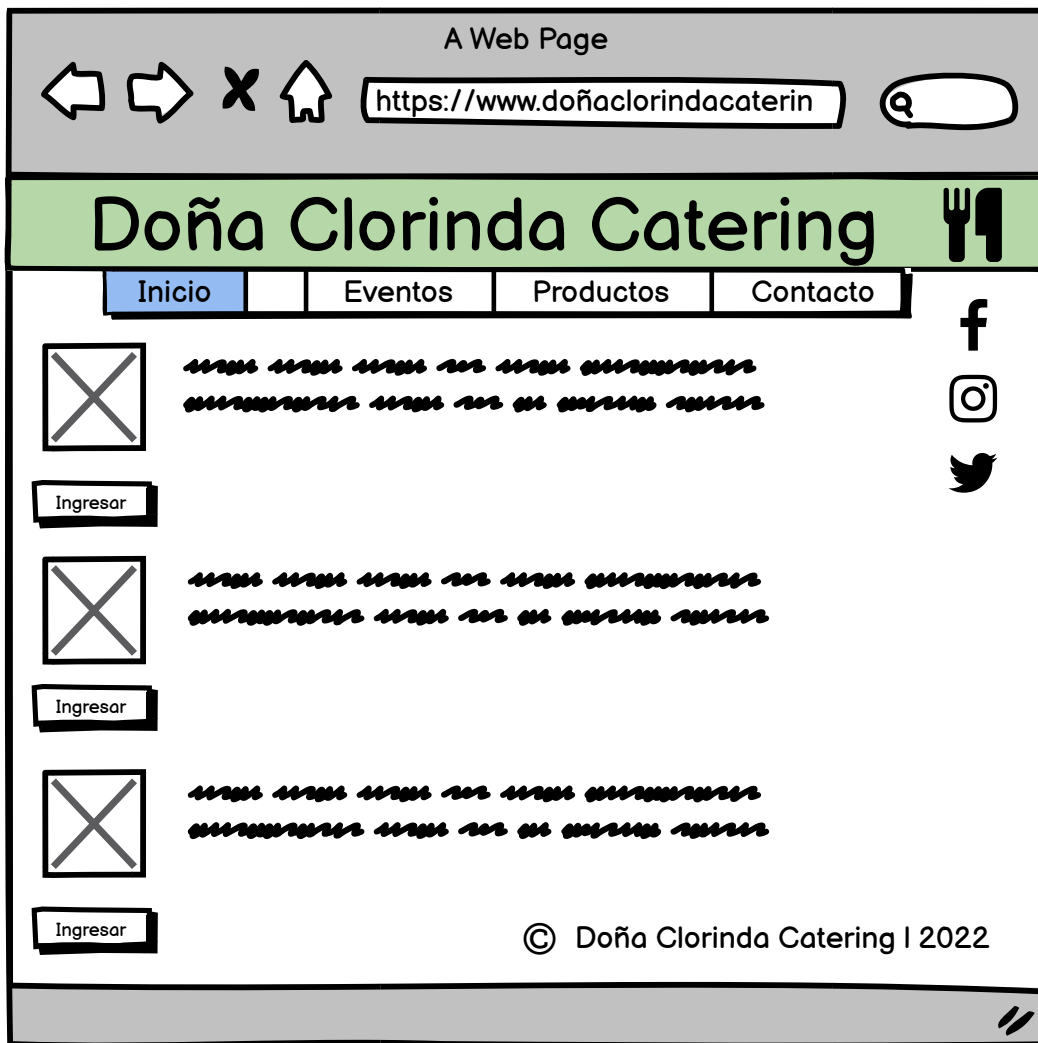 A Web Page
https://www.doñaclorindacaterin
Doña Clorinda Catering
Inicio Eventos Productos Contacto
Ingresar
Ingresar
Ingresar
© Doña Clorinda Catering | 2022